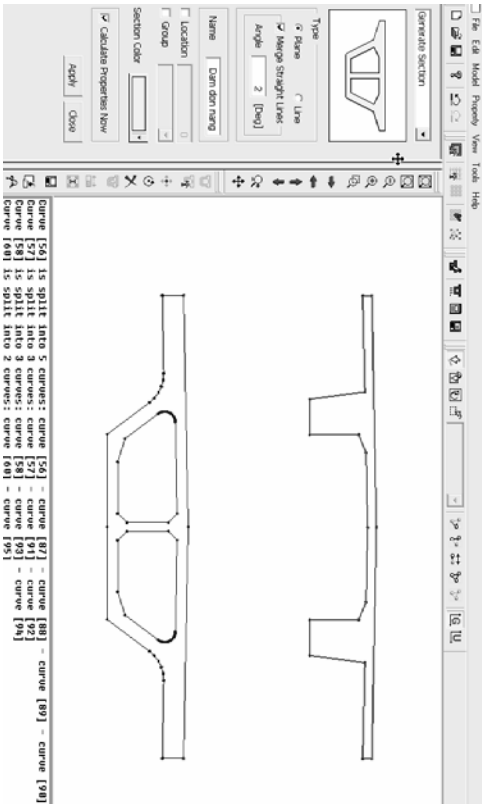 File Edit Model Property View Tools Help
Generate Section
Type
Plane Line
Merge Straight Lines
Angle 2 [Deg]
Name Dam don nang
Location 0
Group
Section Color
Calculate Properties Now
Apply Close
Curve [56] is split into 5 curves: curve [56] - curve [87] - curve [88] - curve [89] - curve [90]
Curve [57] is split into 3 curves: curve [57] - curve [91] - curve [92]
Curve [58] is split into 3 curves: curve [58] - curve [93] - curve [94]
Curve [60] is split into 2 curves: curve [60] - curve [95]